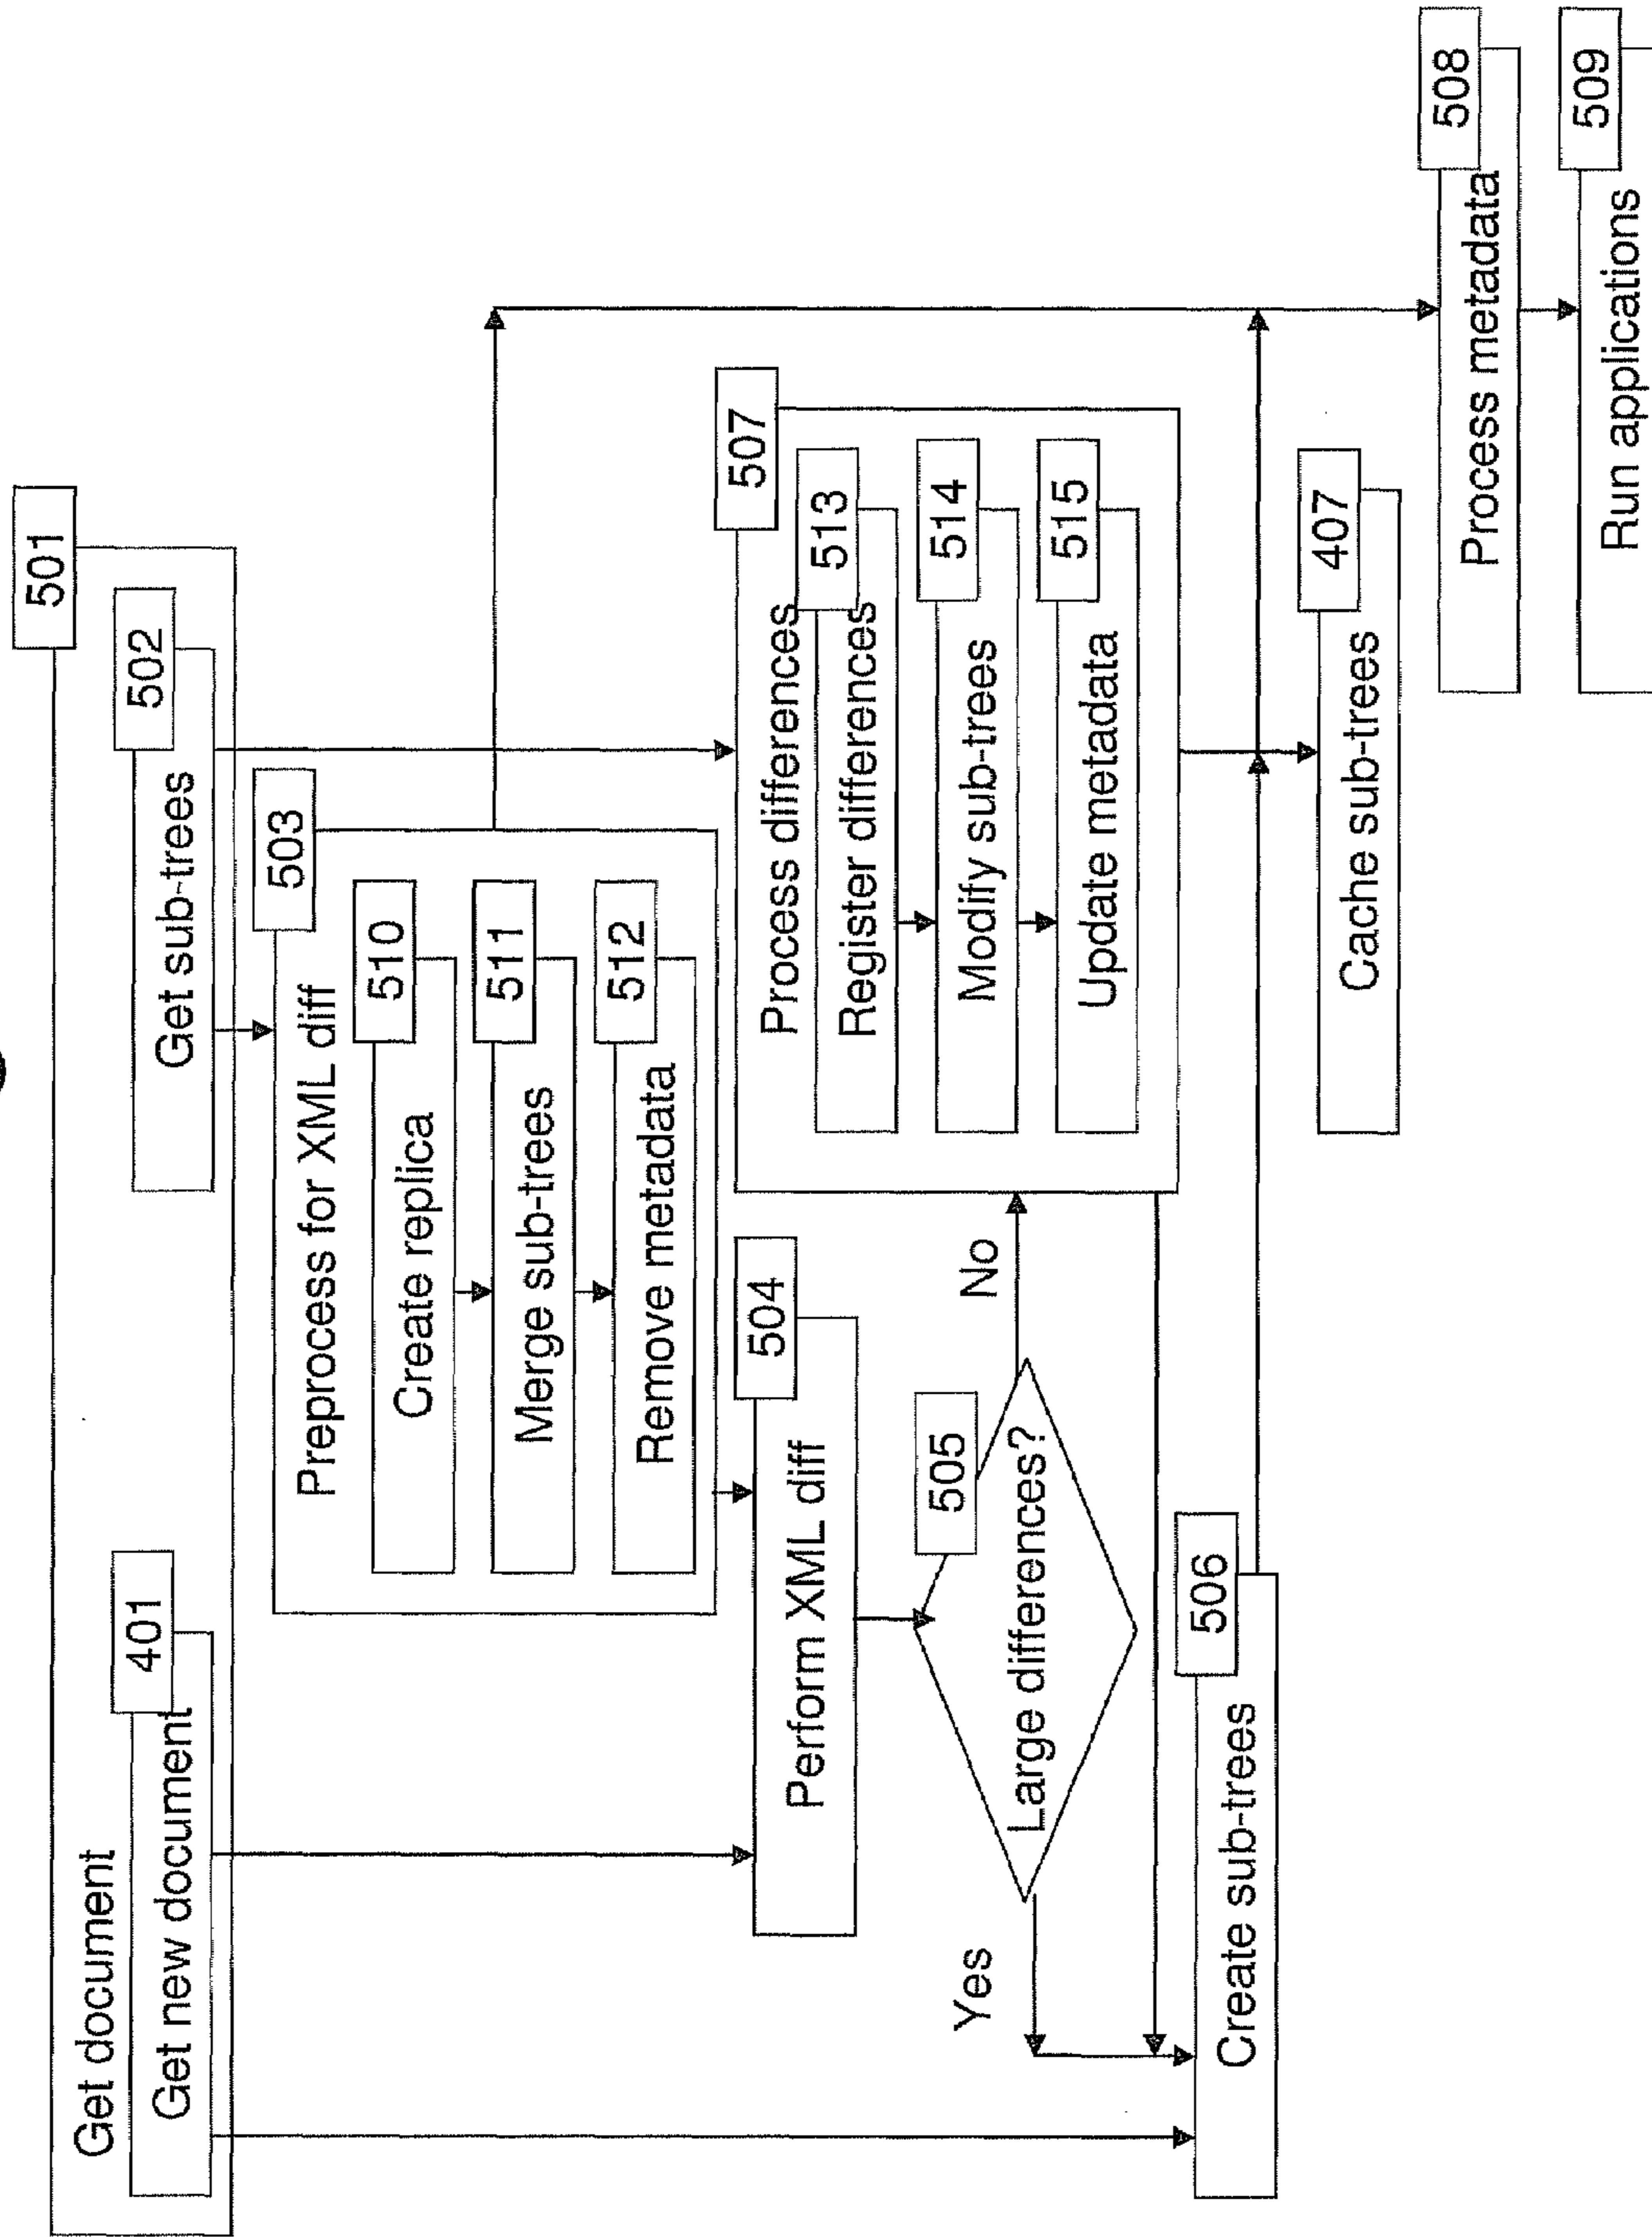 501
Get document
401
Get new document
502
Get sub-trees
503
Preprocess for XML diff
510
Create replica
511
Merge sub-trees
512
Remove metadata
504
Perform XML diff
505
Large differences?
Yes
No
507
Process differences
513
Register differences
514
Modify sub-trees
515
Update metadata
506
Create sub-trees
407
Cache sub-trees
508
Process metadata
509
Run applications